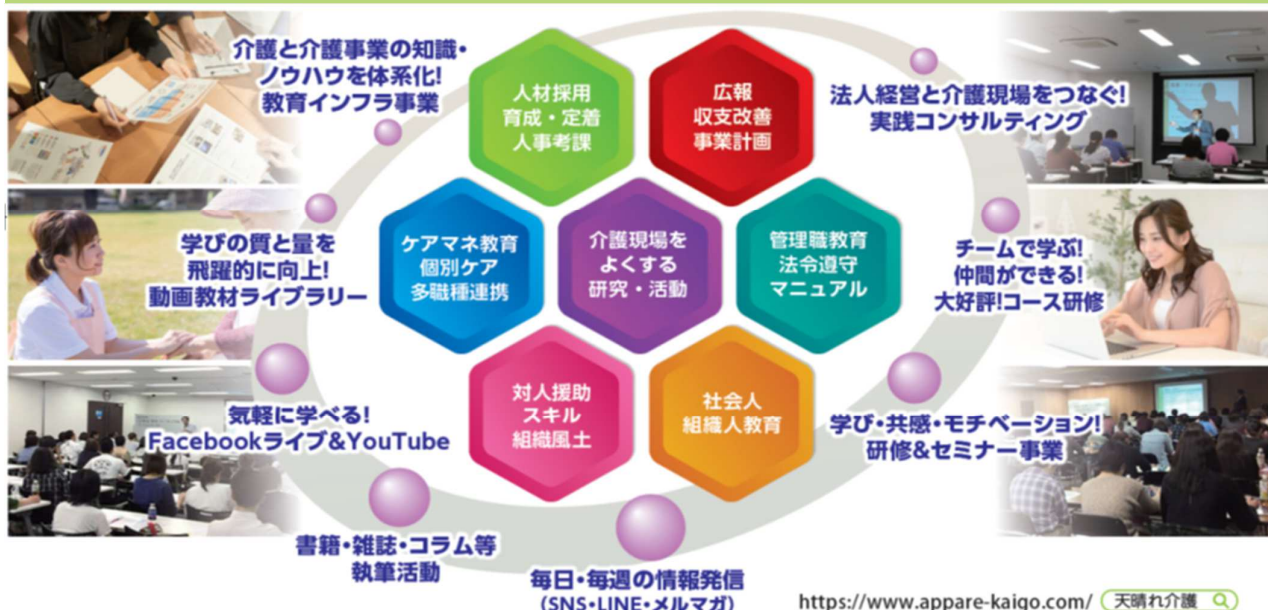 介護と介護事業の知識・
ノウハウを体系化!
教育インフラ事業
人材採用
育成・定着
人事考課
広報
収支改善
事業計画
法人経営と介護現場をつなぐ!
実践コンサルティング
学びの質と量を
飛躍的に向上!
動画教材ライブラリー
ケアマネ教育
個別ケア
多職種連携
介護現場を
よくする
研究・活動
管理職教育
法令遵守
マニュアル
チームで学ぶ!
仲間ができる!
大好評!コース研修
気軽に学べる!
Facebookライブ&YouTube
対人援助
スキル
組織風土
社会人
組織人教育
学び・共感・モチベーション!
研修&セミナー事業
書籍・雑誌・コラム等
執筆活動
毎日・毎週の情報発信
(SNS・LINE・メルマガ)
https://www.appare-kaigo.com/ 天晴れ介護